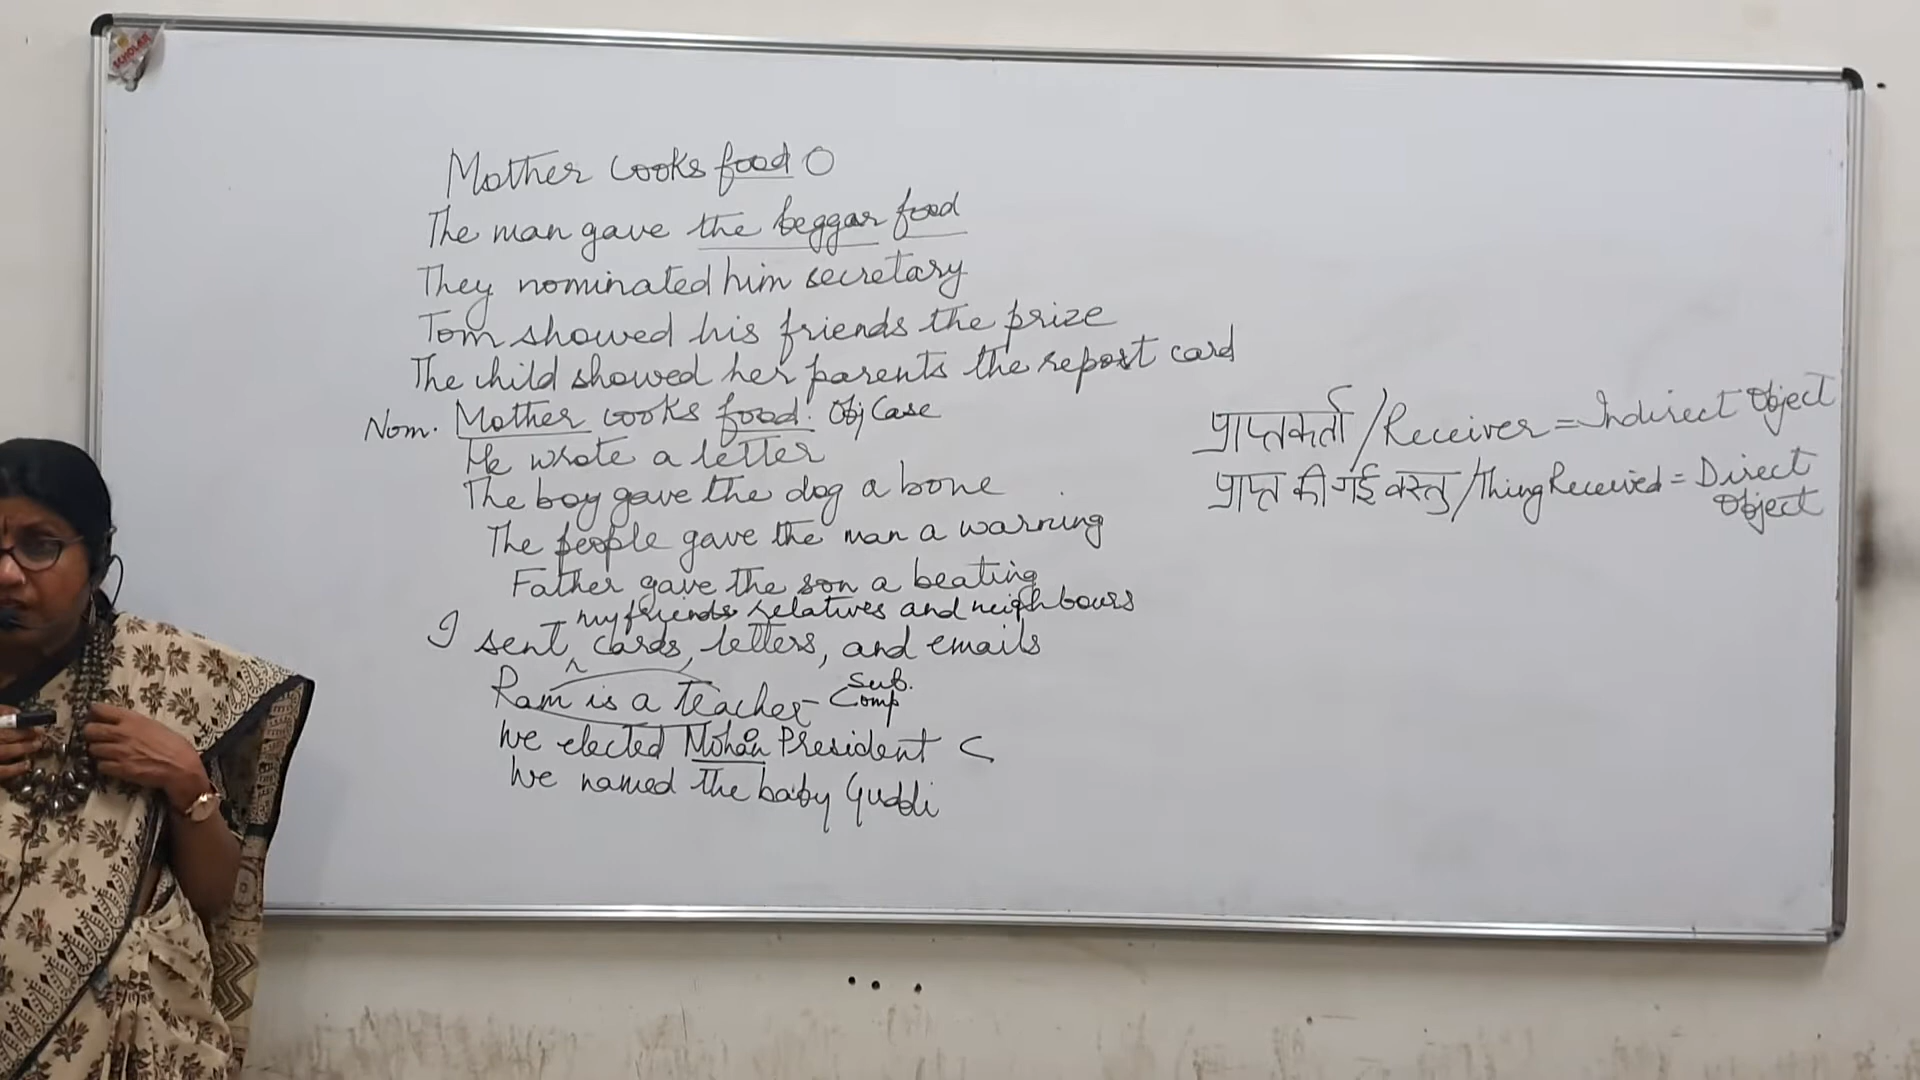 SCHOLAR
Mother cooks food O
The man gave the beggar food
They nominated him secretary
Tom showed his friends the prize
The child showed her parents the report card
Nom. Mother cooks food. Obj Case
He wrote a letter
The boy gave the dog a bone
The people gave the man a warning
Father gave the son a beating
my friends relatives and neighbours
I sent ^ cards, letters, and emails
Ram is a teacher - Sub. Comp
We elected Mohan President C
O
We named the baby Guddi
प्राप्तकर्ता / Receiver = Indirect Object
प्राप्त की गई वस्तु / Thing Received = Direct
Object